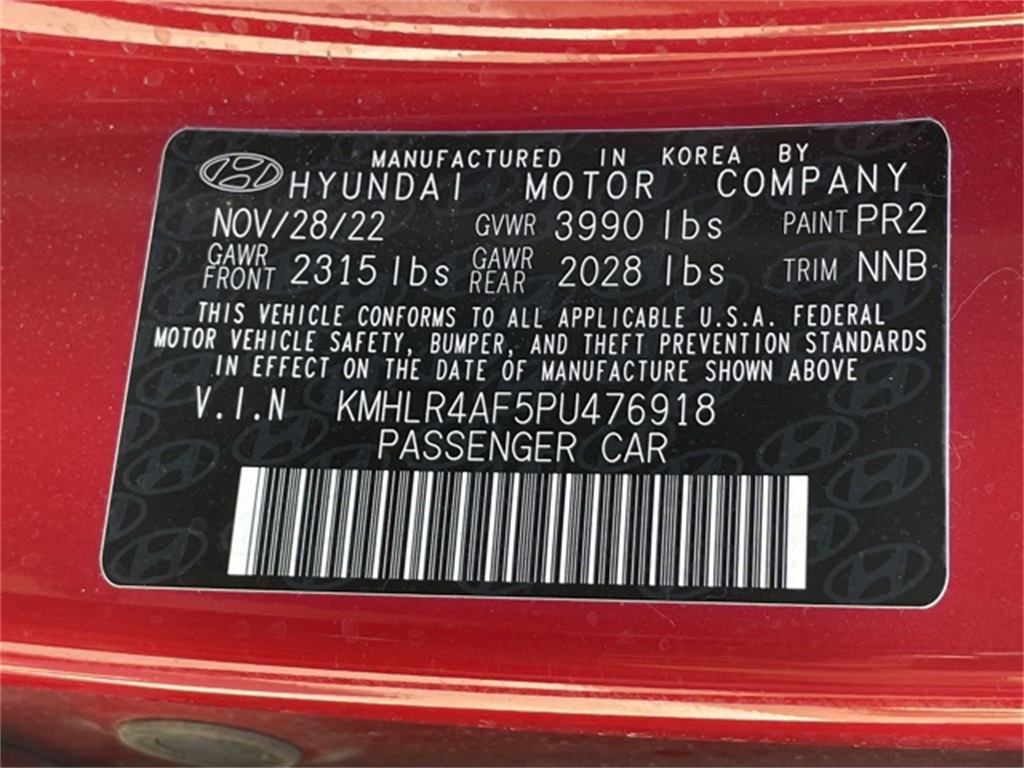 MANUFACTURED IN KOREA BY
HYUNDAI MOTOR COMPANY
NOV/28/22 GVWR 3990 lbs PAINT PR2
GAWR FRONT 2315 lbs GAWR REAR 2028 lbs TRIM NNB
THIS VEHICLE CONFORMS TO ALL APPLICABLE U.S.A. FEDERAL
MOTOR VEHICLE SAFETY, BUMPER, AND THEFT PREVENTION STANDARDS
IN EFFECT ON THE DATE OF MANUFACTURE SHOWN ABOVE
V.I.N KMHLR4AF5PU476918
PASSENGER CAR